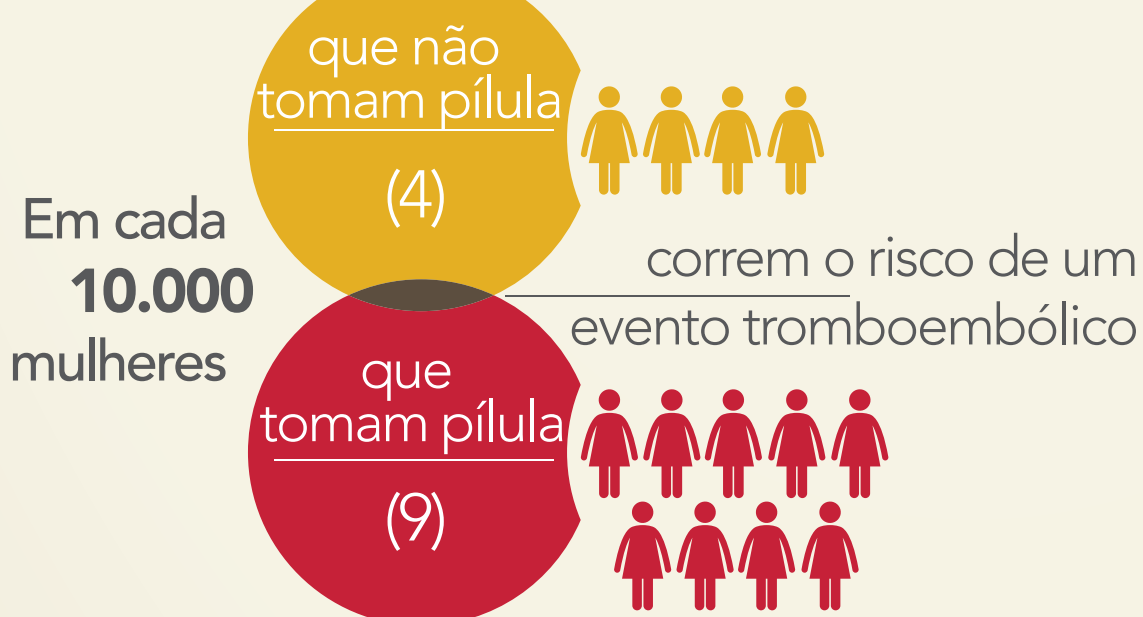 Em cada
10.000
mulheres
que não
tomam pílula
(4)
que
tomam pílula
(9)
correm o risco de um
evento tromboembólico